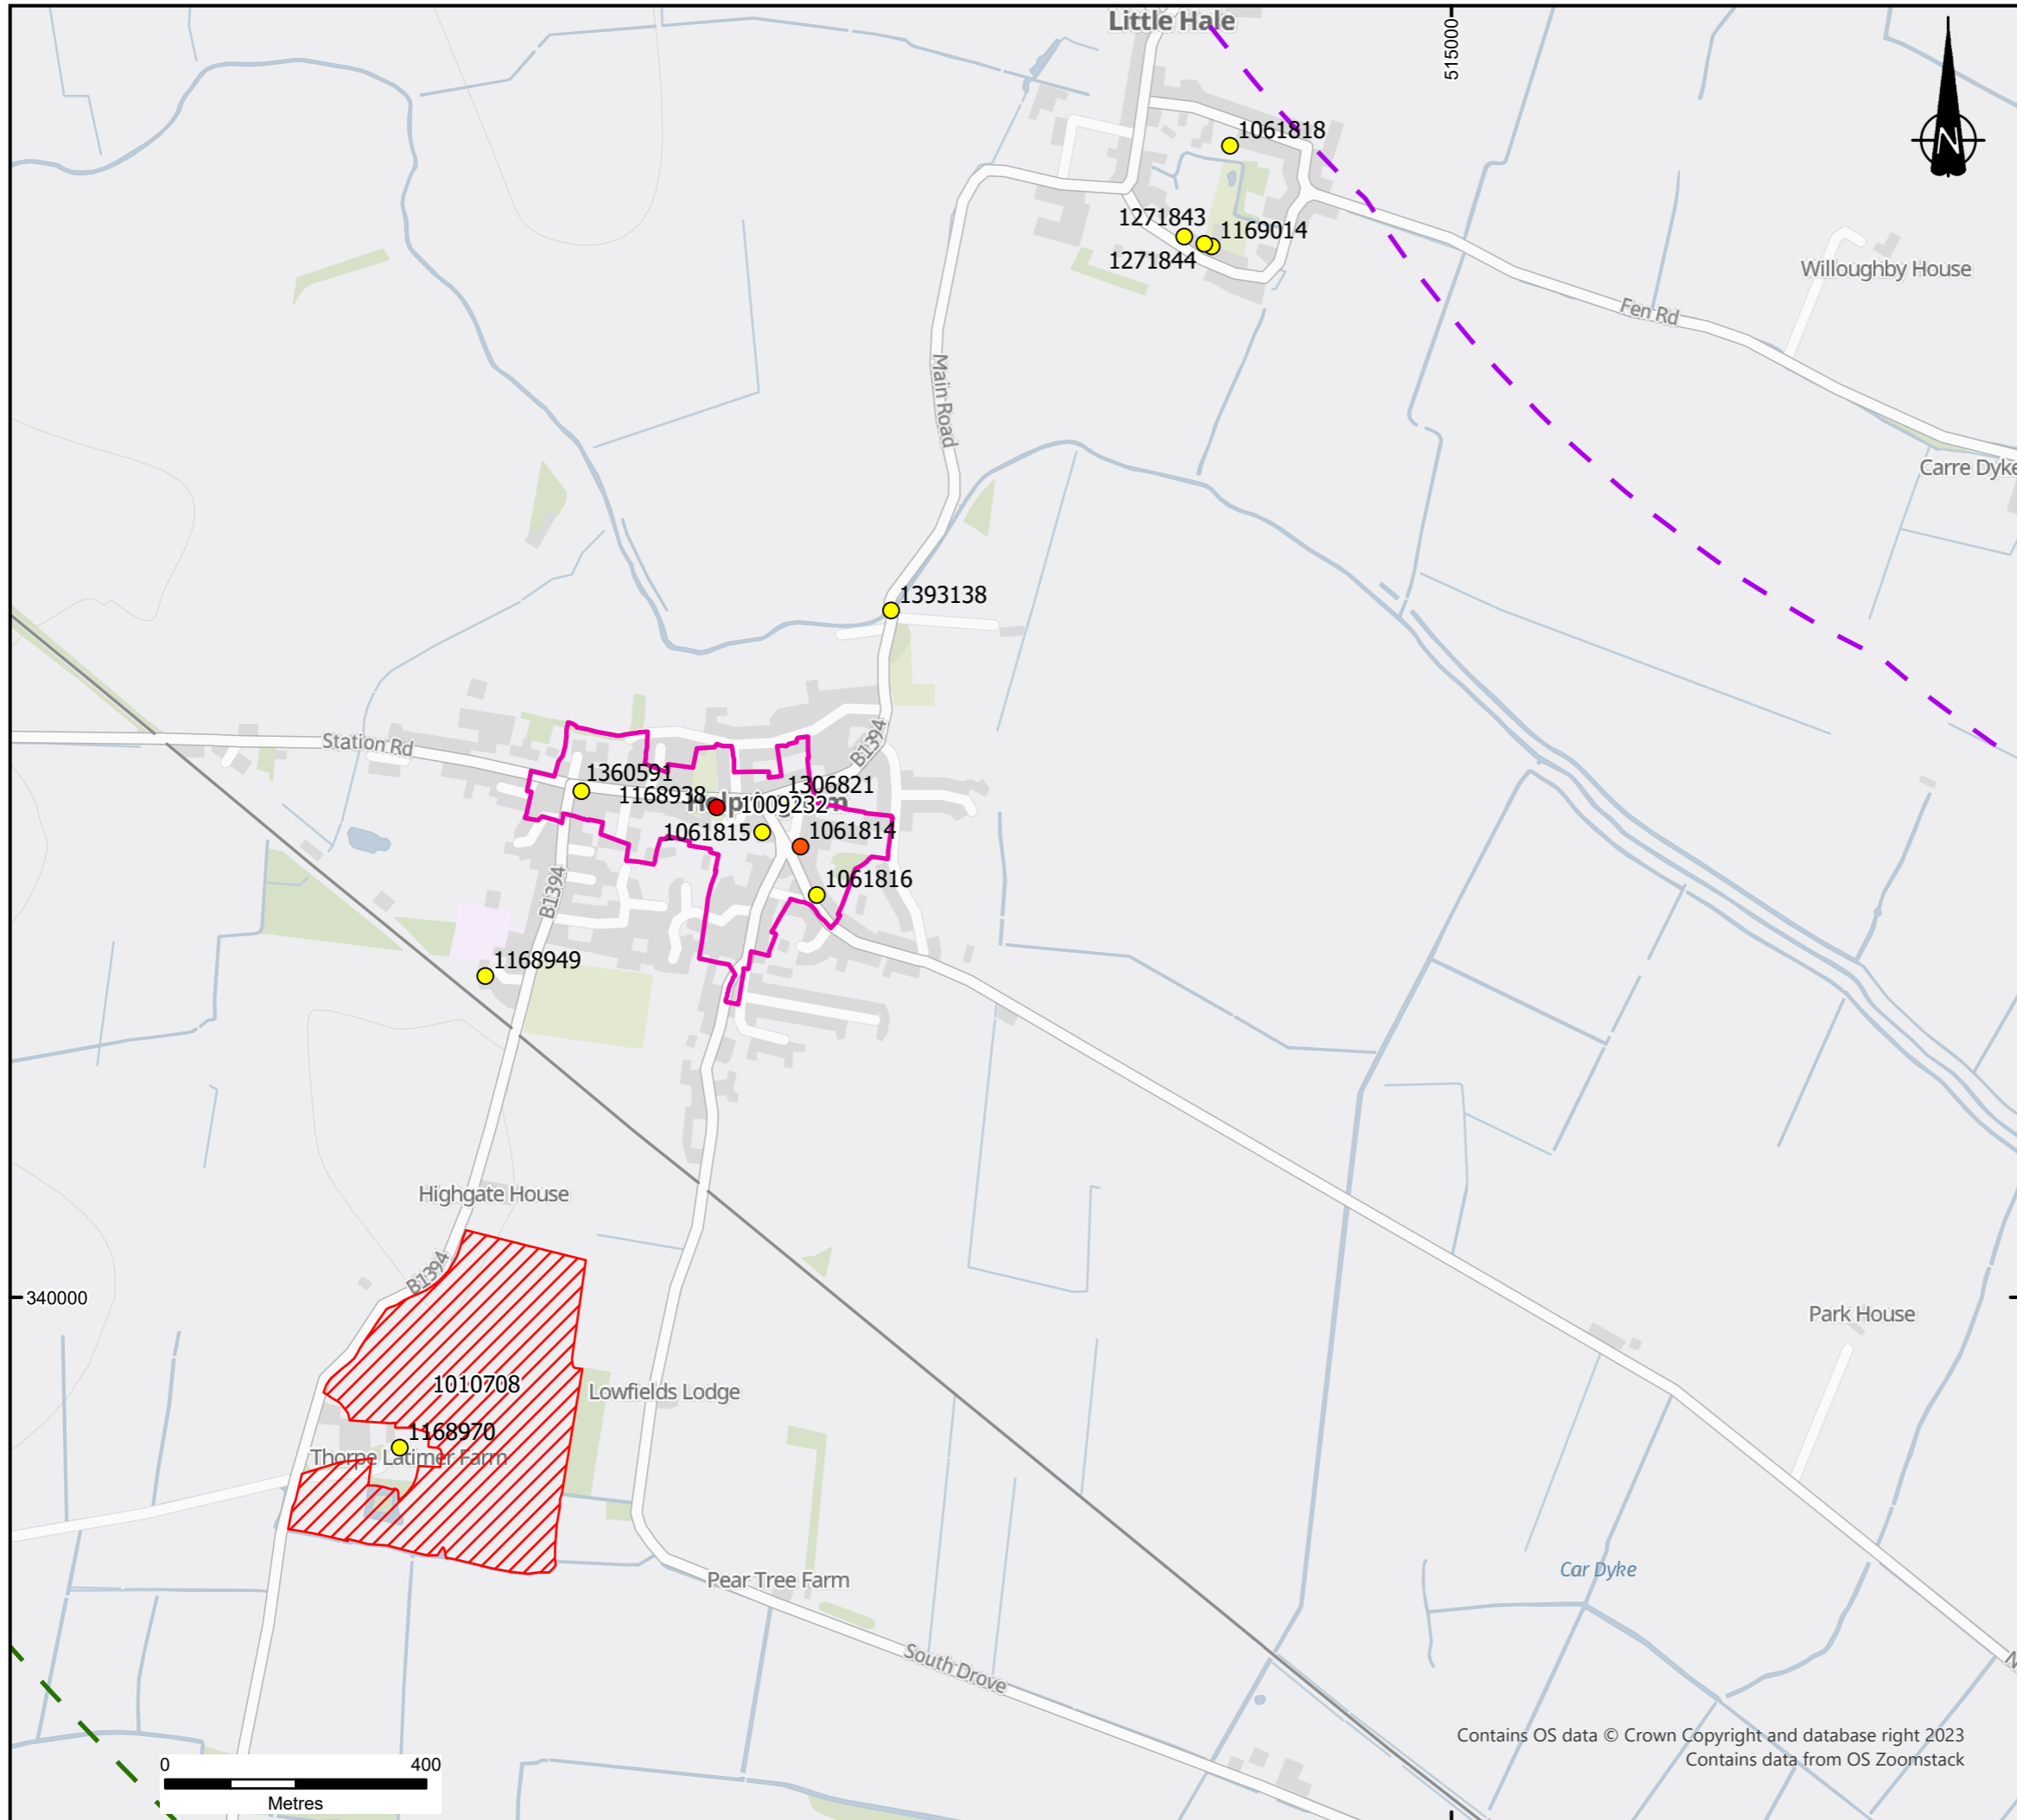 Little Hale
515000
N
1061818
1271843
1169014
1271844
Willoughby House
Fen Rd
Main Road
Carre Dyke
1393138
Station Rd
B1394
1360591
1306821
1168938
1009232
1061815
1061814
1061816
B1394
1168949
Highgate House
B1394
340000
Park House
1010708
Lowfields Lodge
1168970
Thorpe Latimer Farm
Car Dyke
Pear Tree Farm
South Drove
Contains OS data © Crown Copyright and database right 2023
Contains data from OS Zoomstack
0 400
Metres